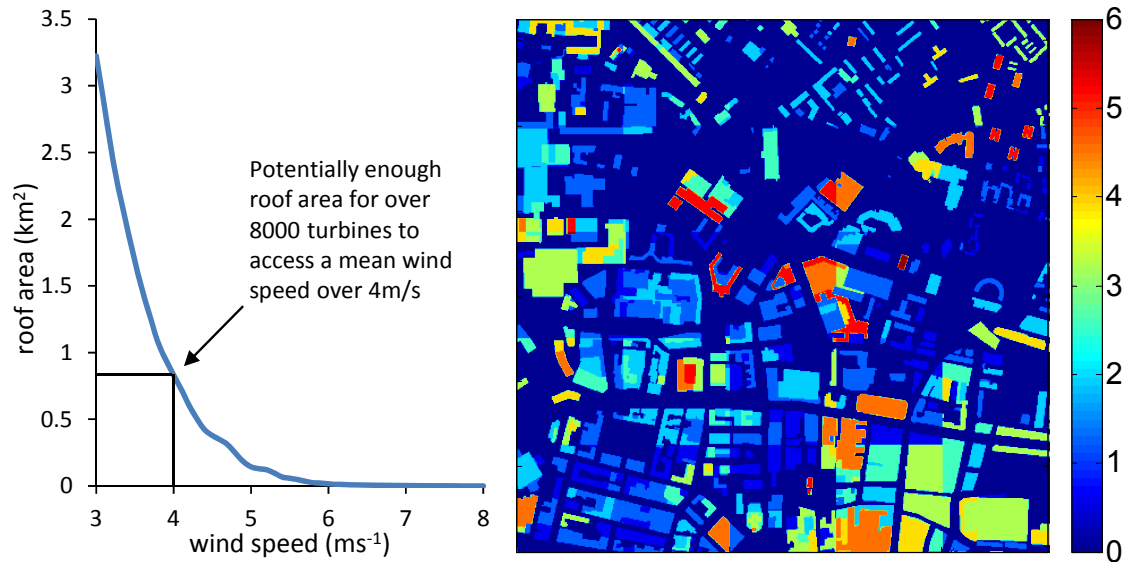 3.5
3
2.5
2
1.5
1
0.5
0
roof area (km²)
3 4 5 6 7 8
wind speed (ms⁻¹)
Potentially enough
roof area for over
8000 turbines to
access a mean wind
speed over 4m/s
6
5
4
3
2
1
0